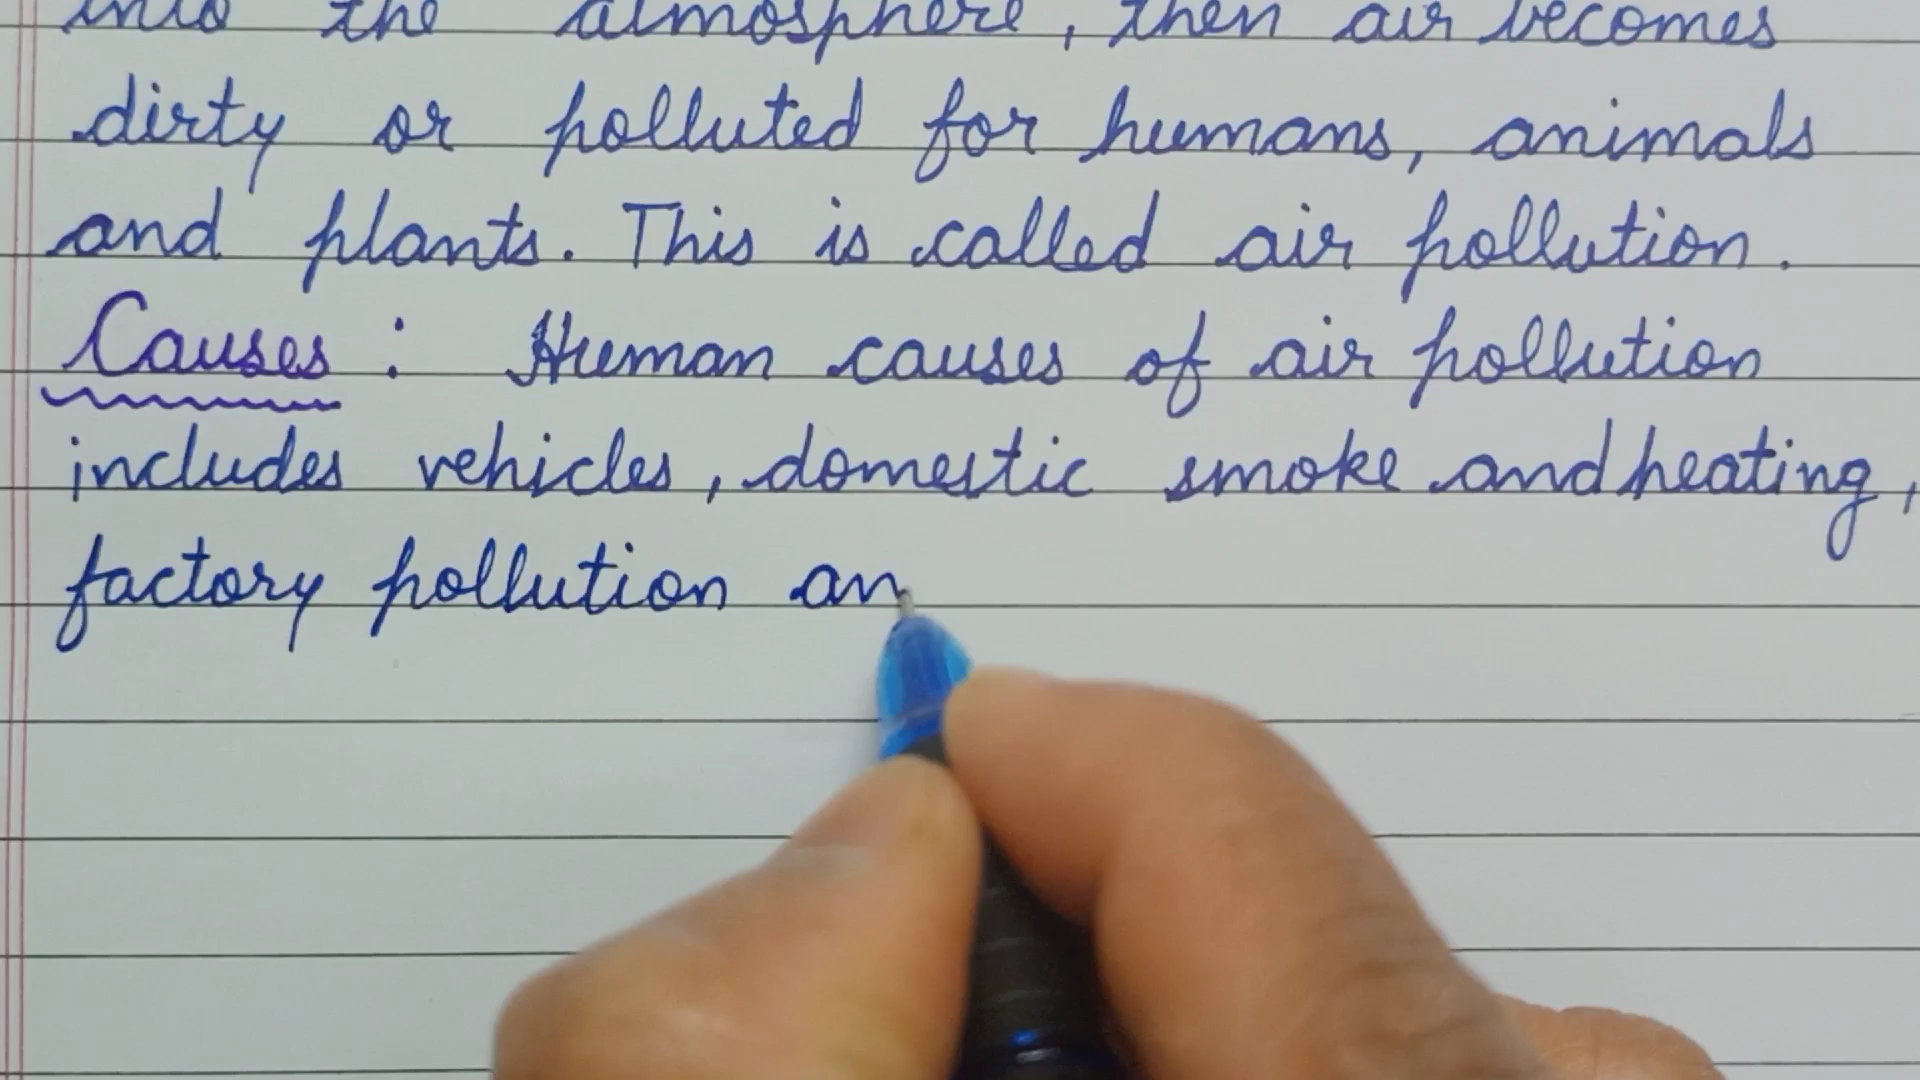 into the atmosphere, then air becomes
dirty or polluted for humans, animals
and plants. This is called air pollution.
Causes : Human causes of air pollution
includes vehicles, domestic smoke and heating,
factory pollution an